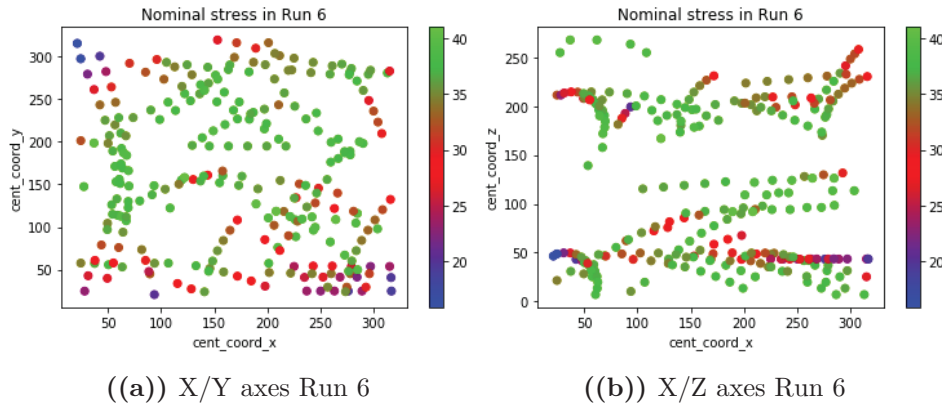 Nominal stress in Run 6
300
250
200
150
100
50
cent_coord_y
50 100 150 200 250 300
cent_coord_x
40
35
30
25
20
((a)) X/Y axes Run 6
Nominal stress in Run 6
250
200
150
100
50
0
cent_coord_z
50 100 150 200 250 300
cent_coord_x
40
35
30
25
20
((b)) X/Z axes Run 6